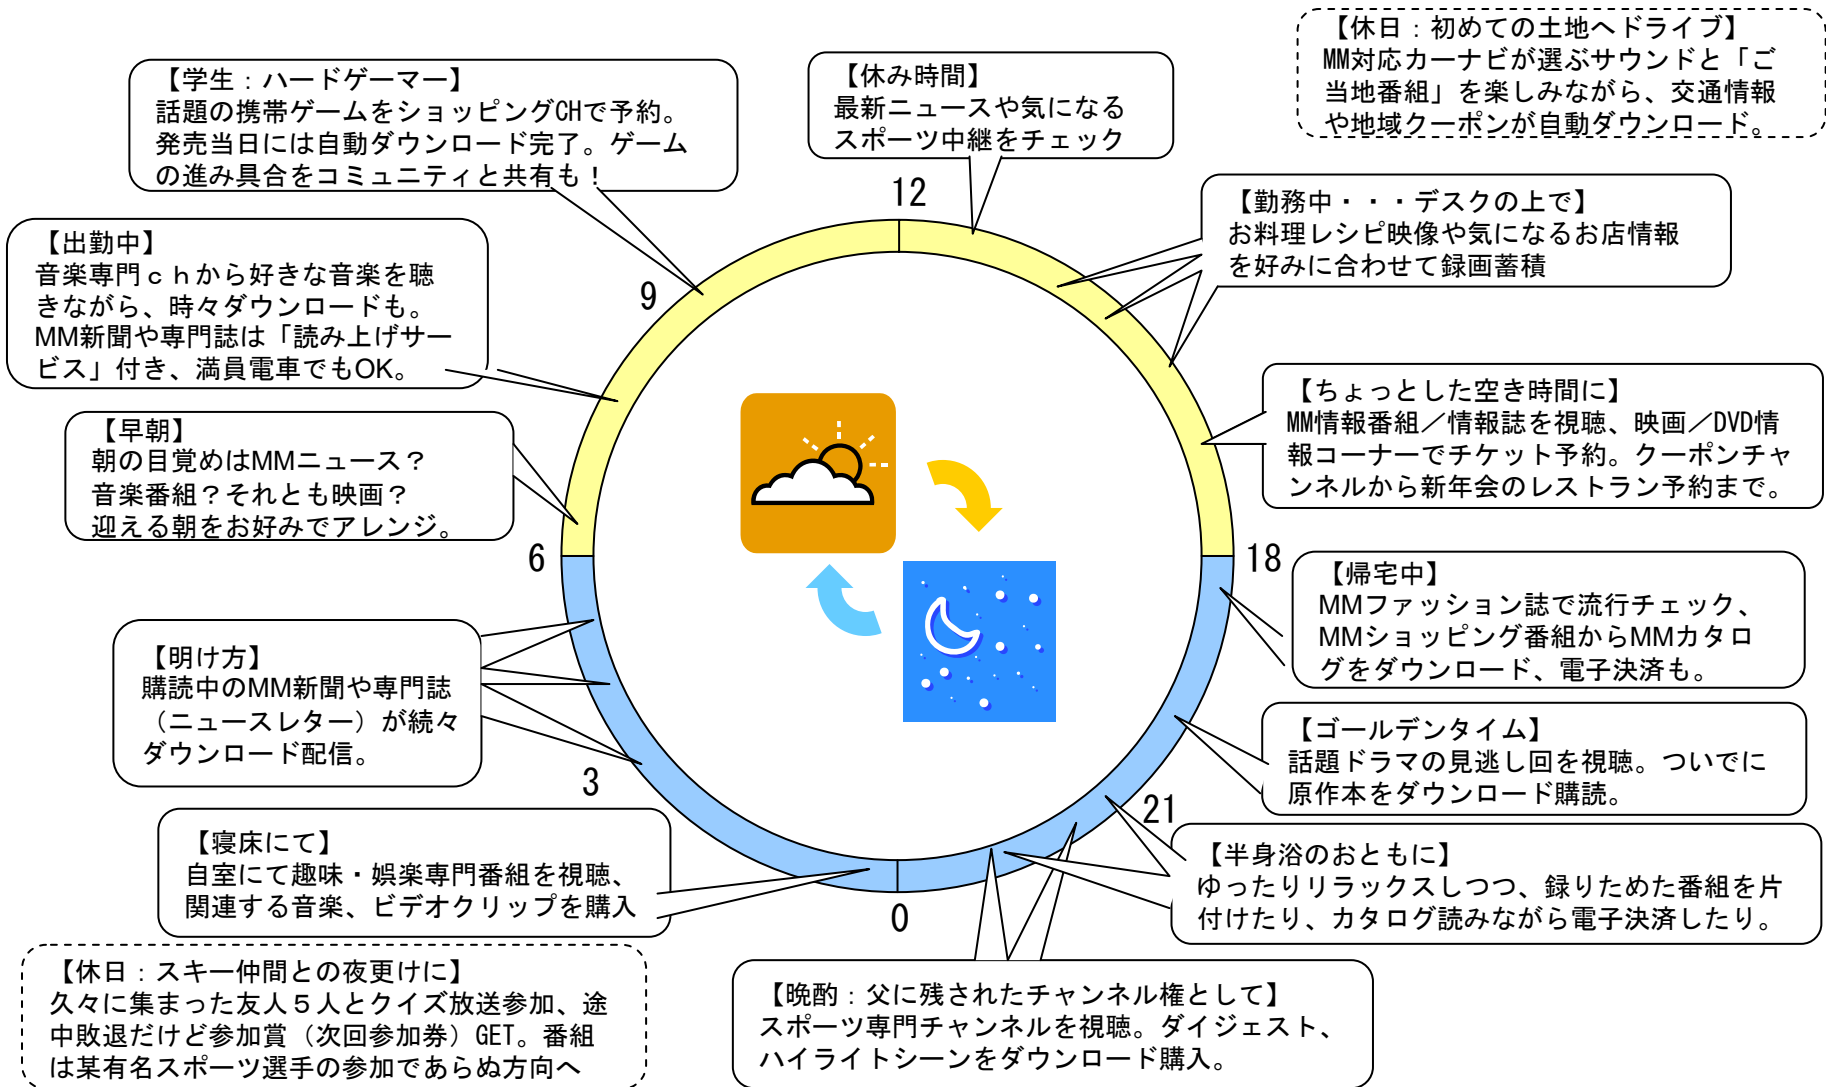 【休日：初めての土地へドライブ】
MM対応カーナビが選ぶサウンドと「ご
当地番組」を楽しみながら、交通情報
や地域クーポンが自動ダウンロード。
【学生：ハードゲーマー】
話題の携帯ゲームをショッピングCHで予約。
発売当日には自動ダウンロード完了。ゲーム
の進み具合をコミュニティと共有も！
【休み時間】
最新ニュースや気になる
スポーツ中継をチェック
12
【勤務中・・・デスクの上で】
お料理レシピ映像や気になるお店情報
を好みに合わせて録画蓄積
【出勤中】
音楽専門ｃｈから好きな音楽を聴
きながら、時々ダウンロードも。
MM新聞や専門誌は「読み上げサー
ビス」付き、満員電車でもOK。
9
【ちょっとした空き時間に】
MM情報番組／情報誌を視聴、映画／DVD情
報コーナーでチケット予約。クーポンチャ
ンネルから新年会のレストラン予約まで。
【早朝】
朝の目覚めはMMニュース？
音楽番組？それとも映画？
迎える朝をお好みでアレンジ。
6
18
【帰宅中】
MMファッション誌で流行チェック、
MMショッピング番組からMMカタロ
グをダウンロード、電子決済も。
【明け方】
購読中のMM新聞や専門誌
（ニュースレター）が続々
ダウンロード配信。
【ゴールデンタイム】
話題ドラマの見逃し回を視聴。ついでに
原作本をダウンロード購読。
3
21
【寝床にて】
自室にて趣味・娯楽専門番組を視聴、
関連する音楽、ビデオクリップを購入
【半身浴のおともに】
ゆったりリラックスしつつ、録りためた番組を片
付けたり、カタログ読みながら電子決済したり。
0
【休日：スキー仲間との夜更けに】
久々に集まった友人５人とクイズ放送参加、途
中敗退だけど参加賞（次回参加券）GET。番組
は某有名スポーツ選手の参加であらぬ方向へ
【晩酌：父に残されたチャンネル権として】
スポーツ専門チャンネルを視聴。ダイジェスト、
ハイライトシーンをダウンロード購入。